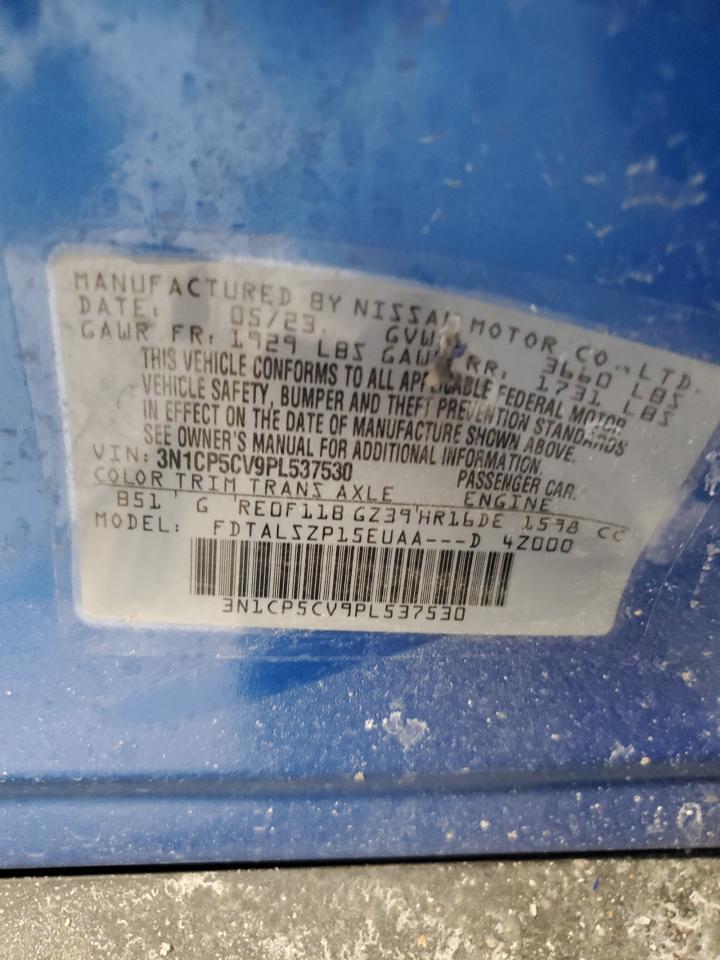 MANUFACTURED BY NISSAN MOTOR CO., LTD.
DATE: 05/23. GVWR: 3660 LBS
GAWR FR: 1929 LBS GAWR RR: 1731 LBS
THIS VEHICLE CONFORMS TO ALL APPLICABLE FEDERAL MOTOR
VEHICLE SAFETY, BUMPER AND THEFT PREVENTION STANDARDS
IN EFFECT ON THE DATE OF MANUFACTURE SHOWN ABOVE.
SEE OWNER'S MANUAL FOR ADDITIONAL INFORMATION.
VIN: 3N1CP5CV9PL537530 PASSENGER CAR.
COLOR TRIM TRANS AXLE ENGINE
B51 ' G 'RE0F11B GZ39'HR16DE 1598 CC
MODEL: FDTALSZP15EUAA---D 4Z000
3N1CP5CV9PL537530